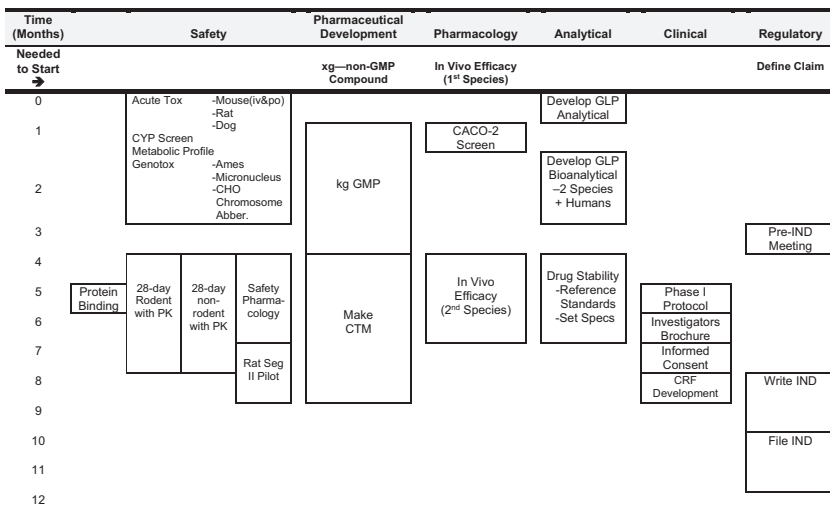 Time
(Months)
Safety
Pharmaceutical
Development
Pharmacology
Analytical
Clinical
Regulatory
Needed
to Start
➔
xg—non-GMP
Compound
In Vivo Efficacy
(1st Species)
Define Claim
0
1
2
3
4
5
6
7
8
9
10
11
12
Acute Tox -Mouse(iv&po)
-Rat
-Dog
CYP Screen
Metabolic Profile
Genotox -Ames
-Micronucleus
-CHO
Chromosome
Abber.
Protein
Binding
28-day
Rodent
with PK
28-day
non-
rodent
with PK
Safety
Pharma-
cology
Rat Seg
II Pilot
kg GMP
Make
CTM
CACO-2
Screen
In Vivo
Efficacy
(2nd Species)
Develop GLP
Analytical
Develop GLP
Bioanalytical
–2 Species
+ Humans
Drug Stability
-Reference
Standards
-Set Specs
Phase I
Protocol
Investigators
Brochure
Informed
Consent
CRF
Development
Pre-IND
Meeting
Write IND
File IND